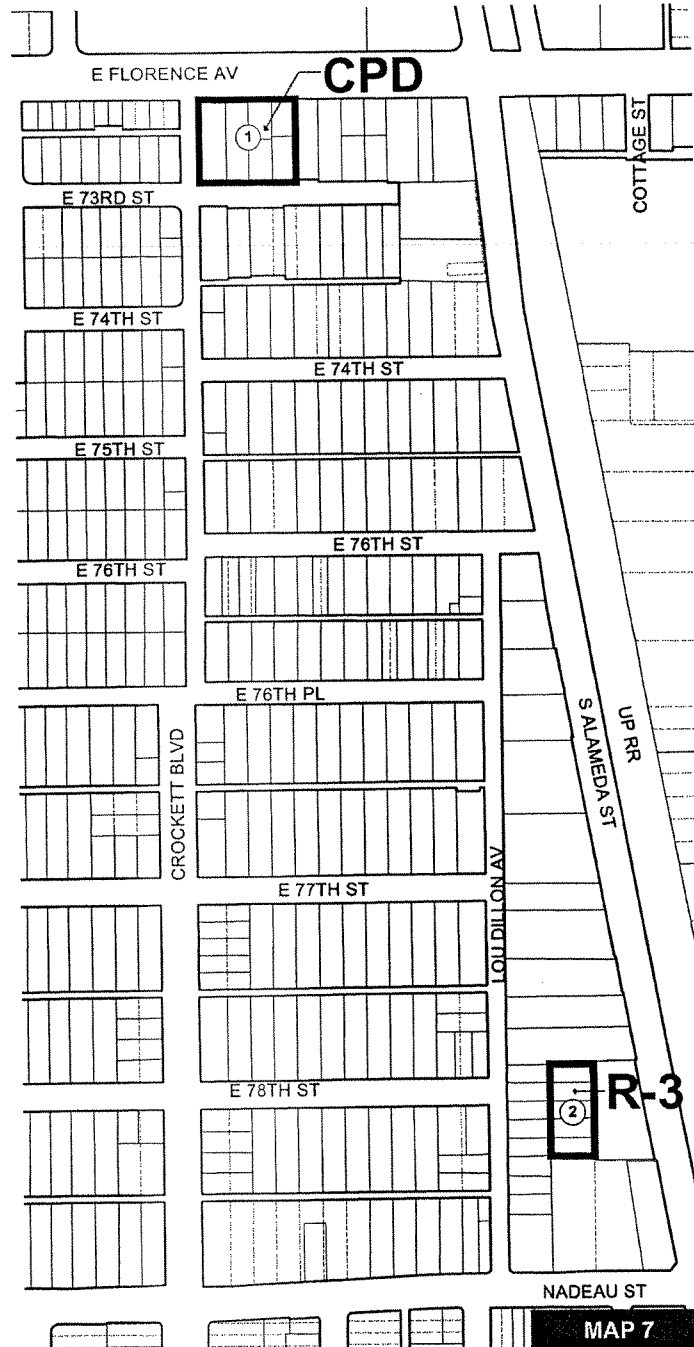 E FLORENCE AV
CPD
1
COTTAGE ST
E 73RD ST
E 74TH ST
E 74TH ST
E 75TH ST
E 76TH ST
E 76TH ST
E 76TH PL
S ALAMEDA ST
UP RR
CROCKETT BLVD
LOU DILLON AV
E 77TH ST
E 78TH ST
R-3
2
NADEAU ST
MAP 7